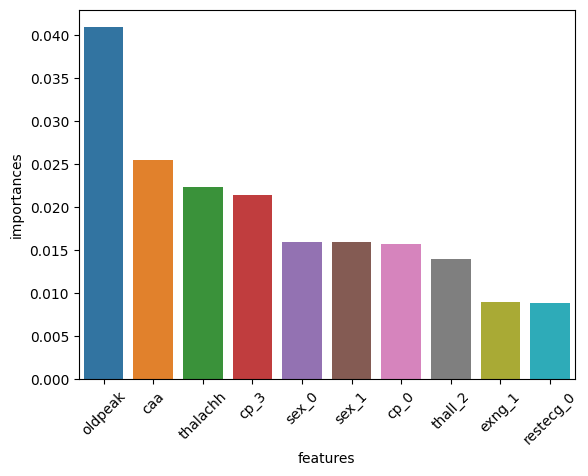 importances
0.040
0.035
0.030
0.025
0.020
0.015
0.010
0.005
0.000
oldpeak
caa
thalachh
cp_3
sex_0
sex_1
cp_0
thall_2
exng_1
restecg_0
features